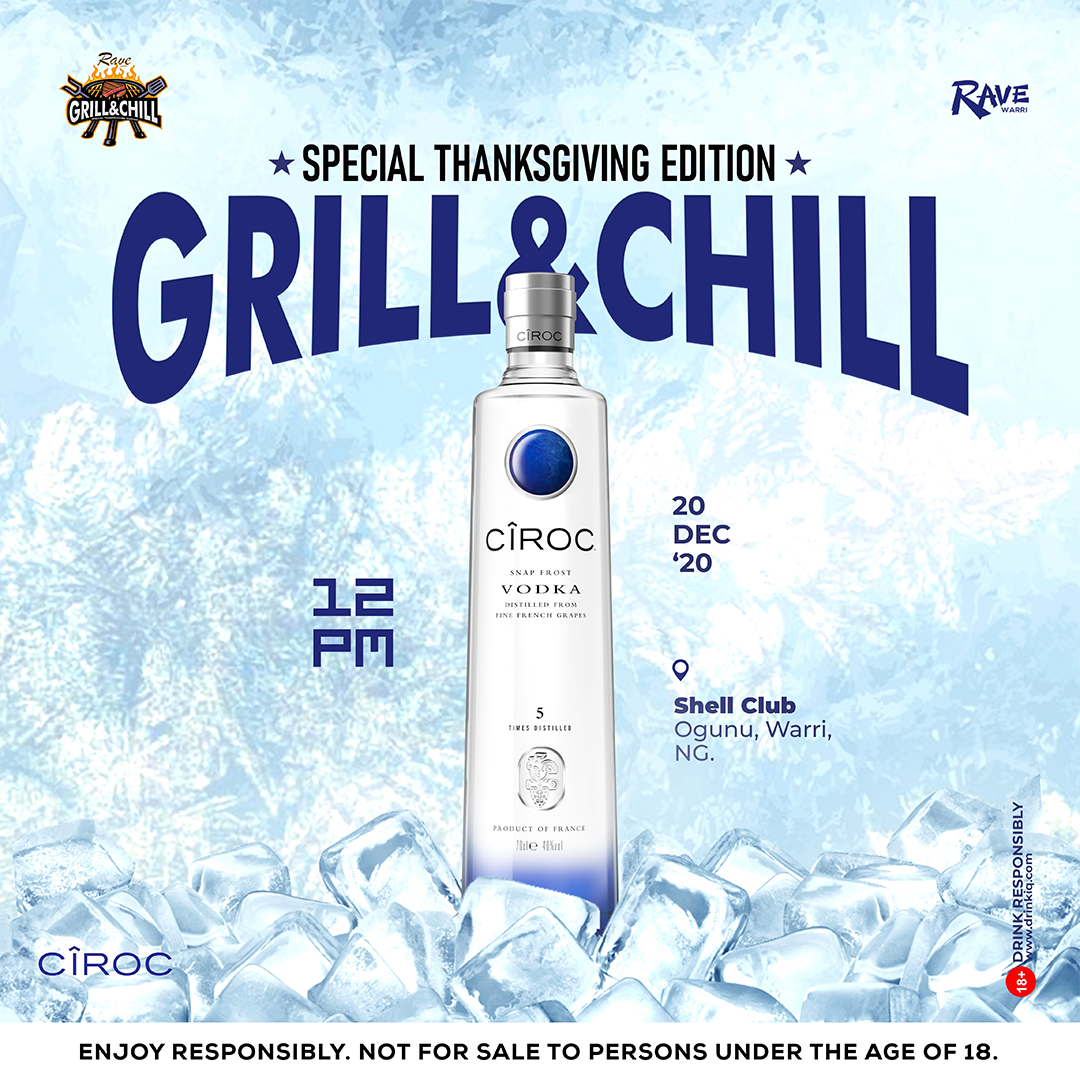 Rave
GRILL&CHILL
RAVE
WARRI
★ SPECIAL THANKSGIVING EDITION ★
GRILL&CHILL
CÎROC
CÎROC
SNAP FROST
VODKA
DISTILLED FROM
FINE FRENCH GRAPES
5
TIMES DISTILLED
PRODUCT OF FRANCE
70cl e 40%vol
12
PM
20
DEC
‘20
Shell Club
Ogunu, Warri,
NG.
CÎROC
18+
DRINK RESPONSIBLY
www.drinkiq.com
ENJOY RESPONSIBLY. NOT FOR SALE TO PERSONS UNDER THE AGE OF 18.